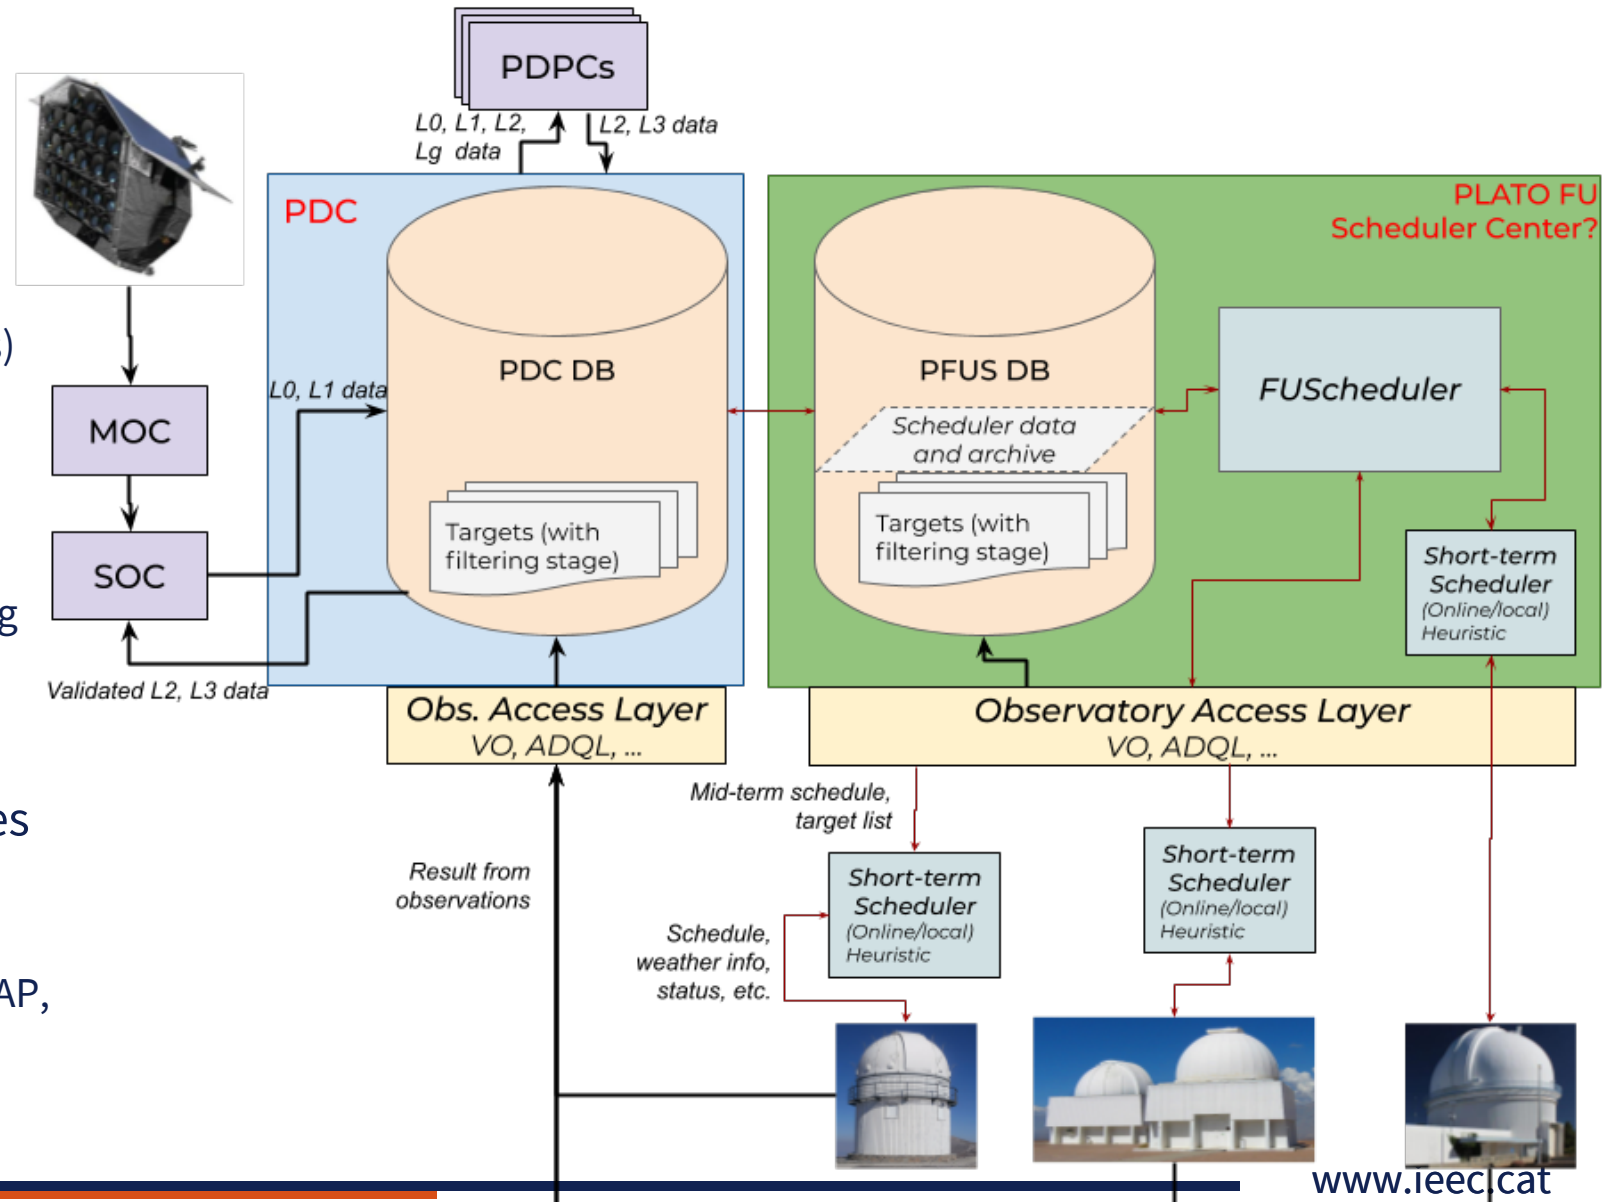 PDPCs
L0, L1, L2,
Lg data
L2, L3 data
PDC
PLATO FU
Scheduler Center?
s)
MOC
L0, L1 data
PDC DB
PFUS DB
FUScheduler
Scheduler data
and archive
SOC
Targets (with
filtering stage)
Targets (with
filtering stage)
Short-term
Scheduler
(Online/local)
Heuristic
g
Validated L2, L3 data
Obs. Access Layer
VO, ADQL, ...
Observatory Access Layer
VO, ADQL, ...
Mid-term schedule,
target list
es
Result from
observations
Short-term
Scheduler
(Online/local)
Heuristic
Short-term
Scheduler
(Online/local)
Heuristic
Schedule,
weather info,
status, etc.
AP,
www.ieec.cat